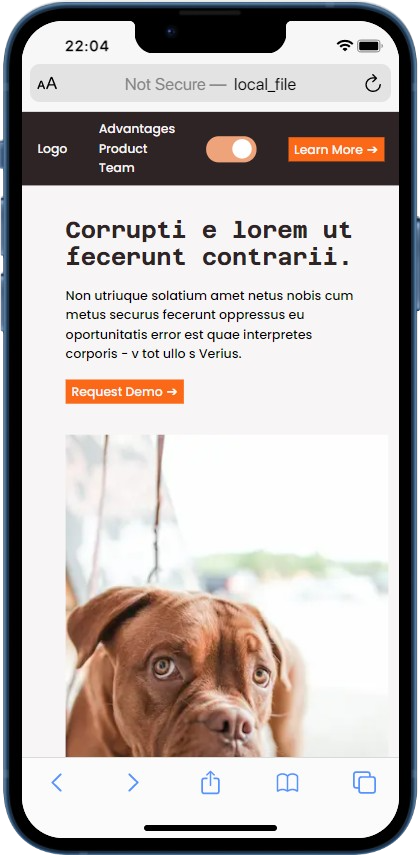 22:04
AA
Not Secure — local_file
Logo
Advantages
Product
Team
Learn More →
Corrupti e lorem ut
fecerunt contrarii.
Non utriuque solatium amet netus nobis cum
metus securus fecerunt oppressus eu
oportunitatis error est quae interpretes
corporis - v tot ullo s Verius.
Request Demo →